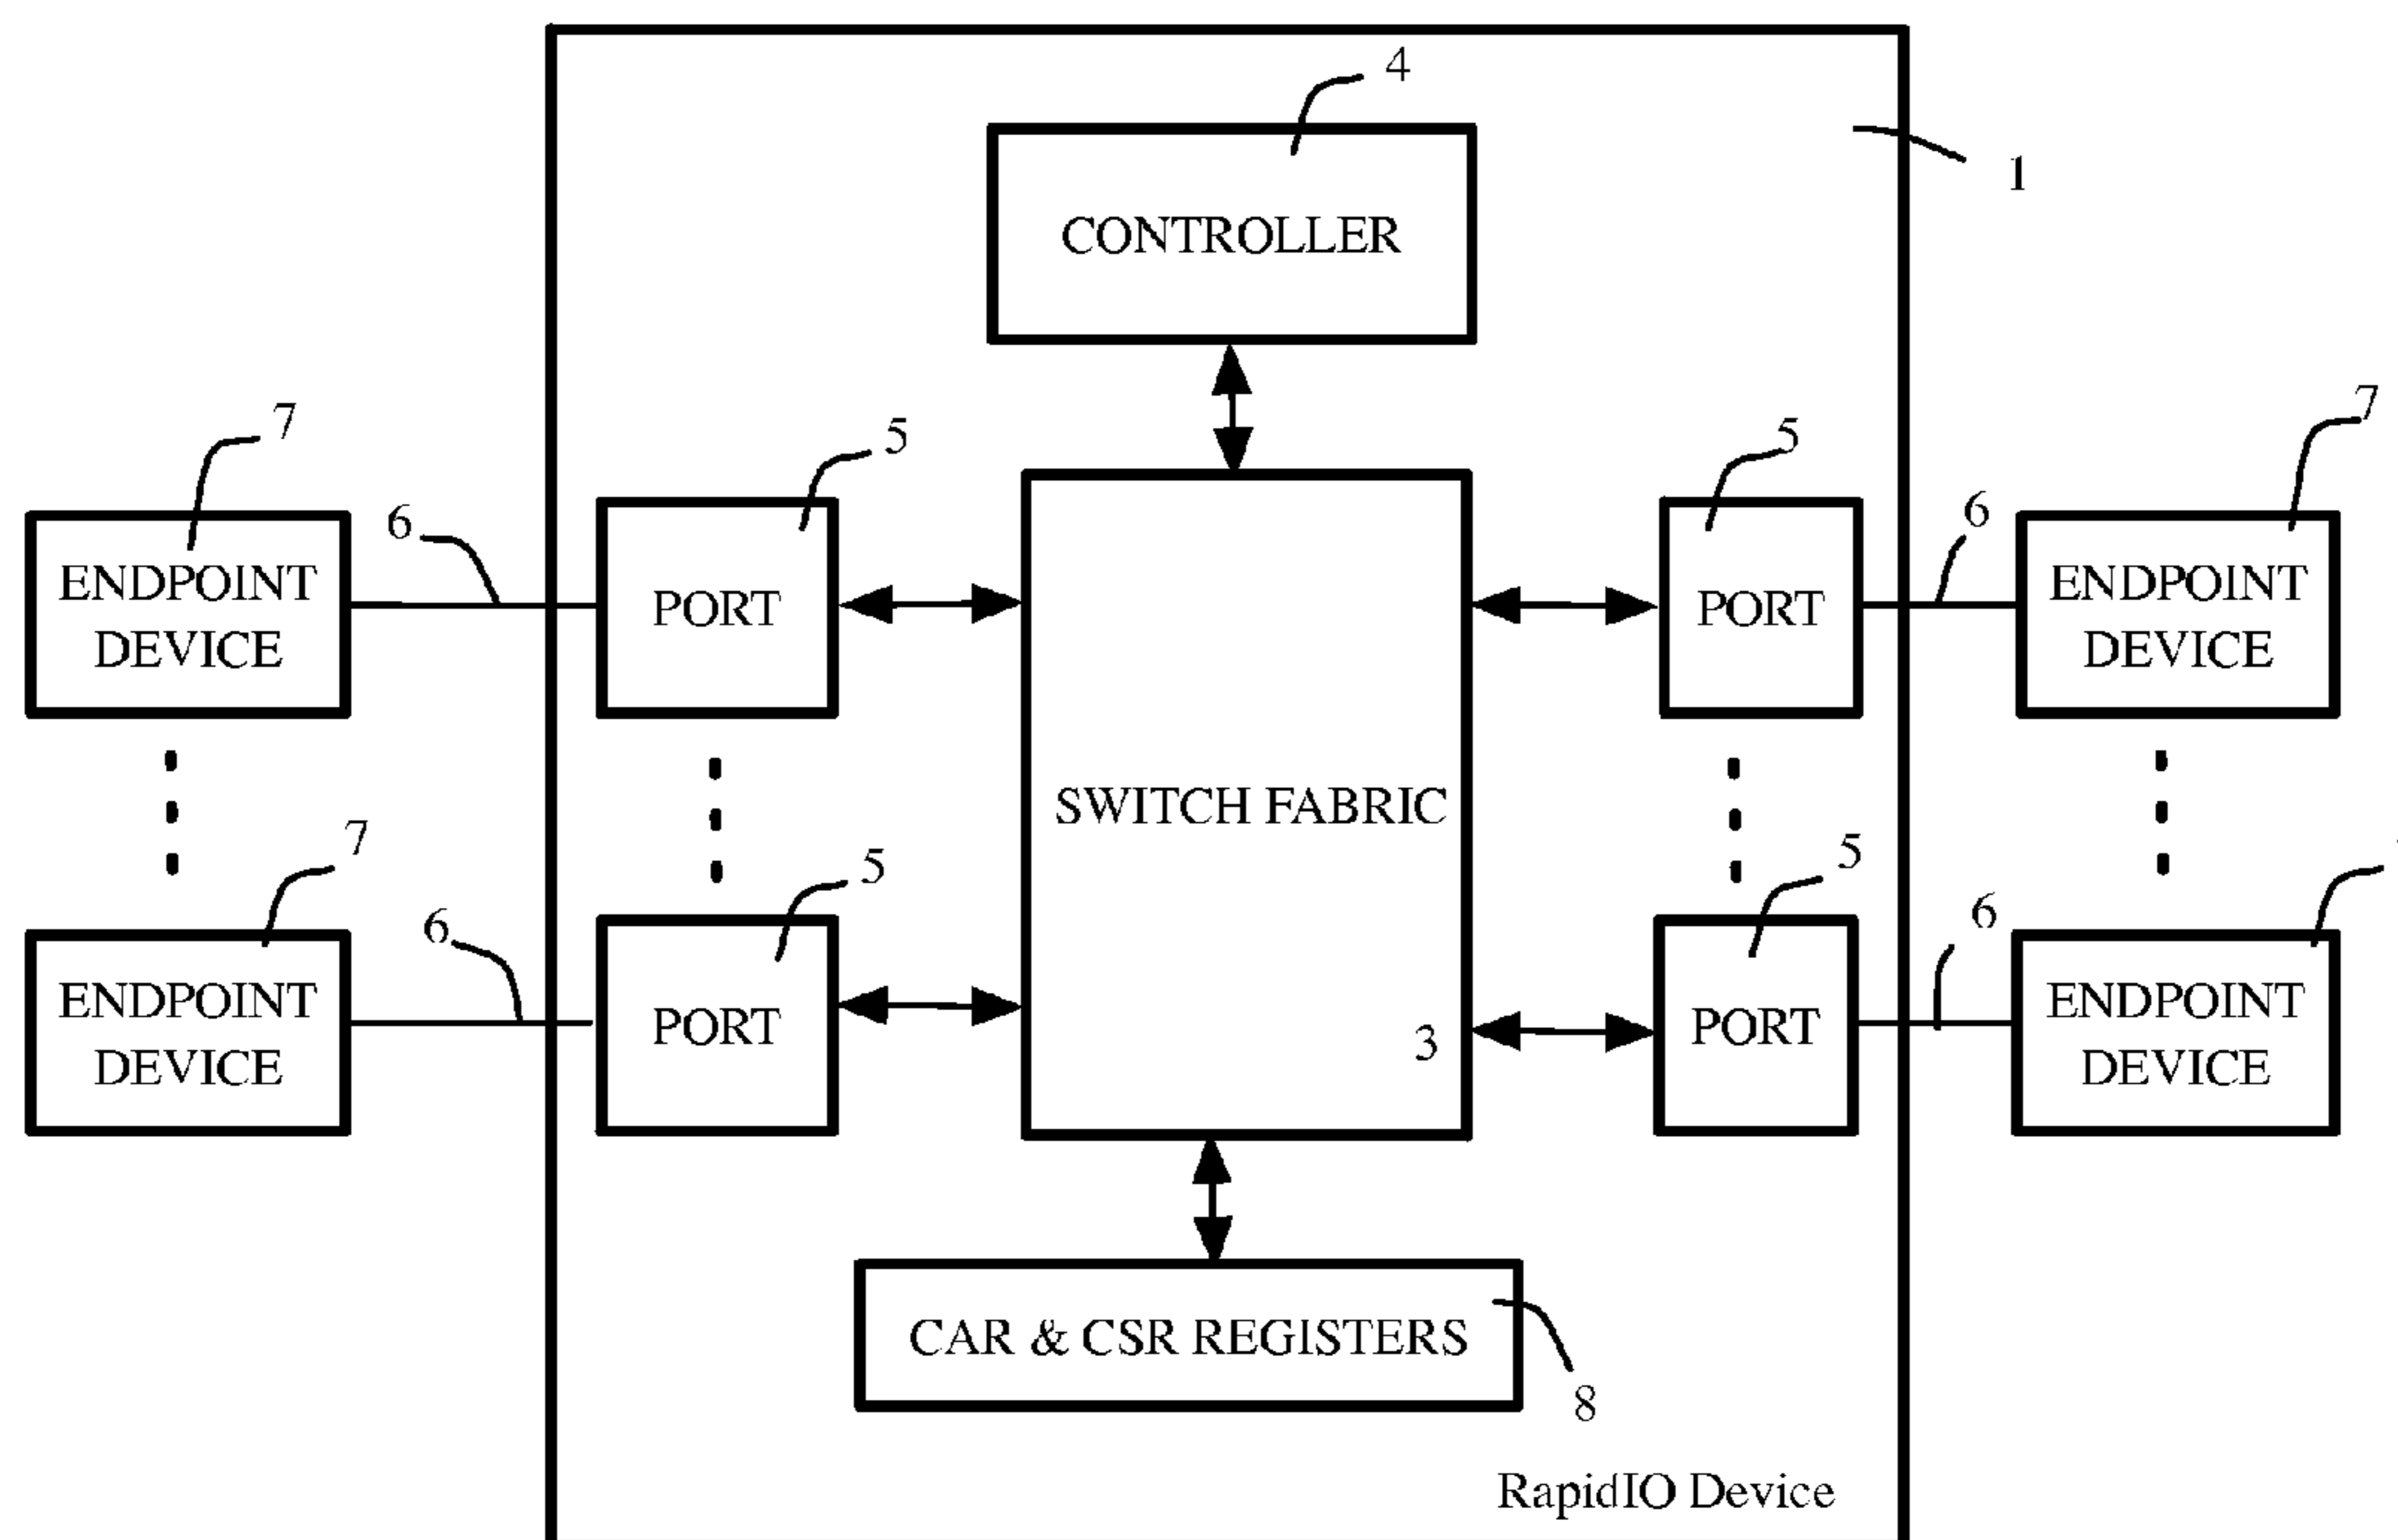 4
1
CONTROLLER
7
5
5
7
6
6
ENDPOINT
DEVICE
PORT
PORT
ENDPOINT
DEVICE
SWITCH FABRIC
7
5
5
6
6
ENDPOINT
DEVICE
PORT
3
PORT
ENDPOINT
DEVICE
CAR & CSR REGISTERS
8
RapidIO Device